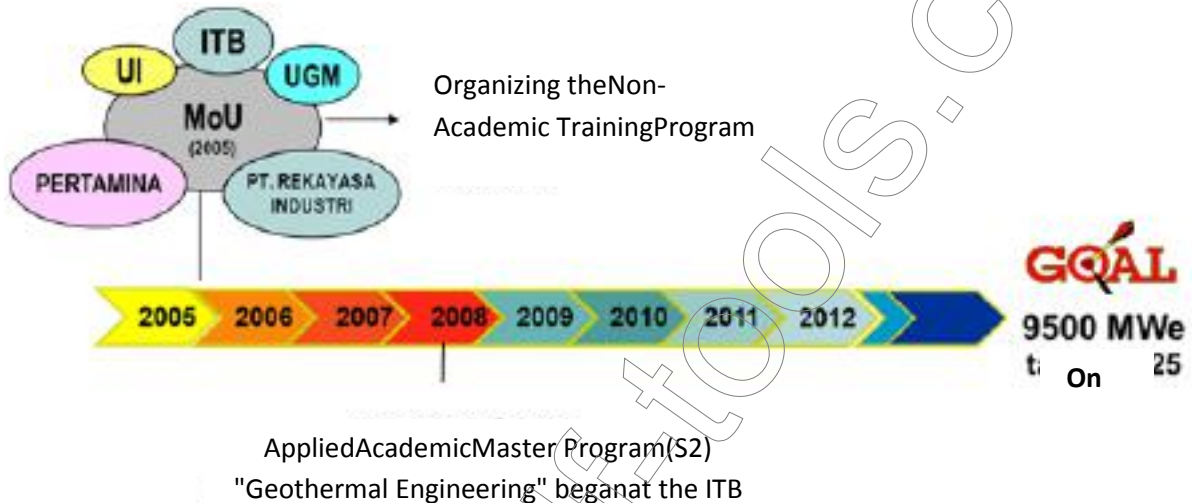 ITB
UI
UGM
MoU
(2005)
PERTAMINA
PT. REKAYASA
INDUSTRI
Organizing theNon-
Academic TrainingProgram
2005 2006 2007 2008 2009 2010 2011 2012
GOAL
9500 MWe
On 25
AppliedAcademicMaster Program(S2)
"Geothermal Engineering" beganat the ITB